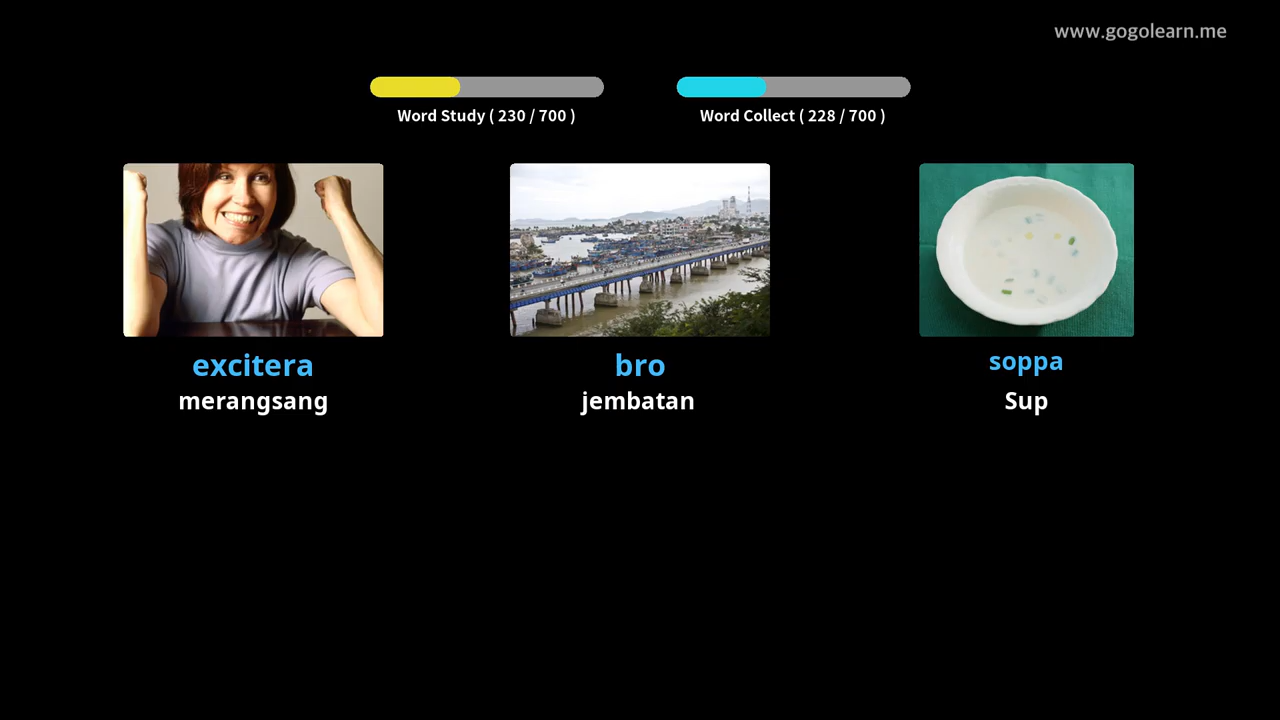 www.gogolearn.me
Word Study ( 230 / 700 )
Word Collect ( 228 / 700 )
excitera
merangsang
bro
jembatan
soppa
Sup